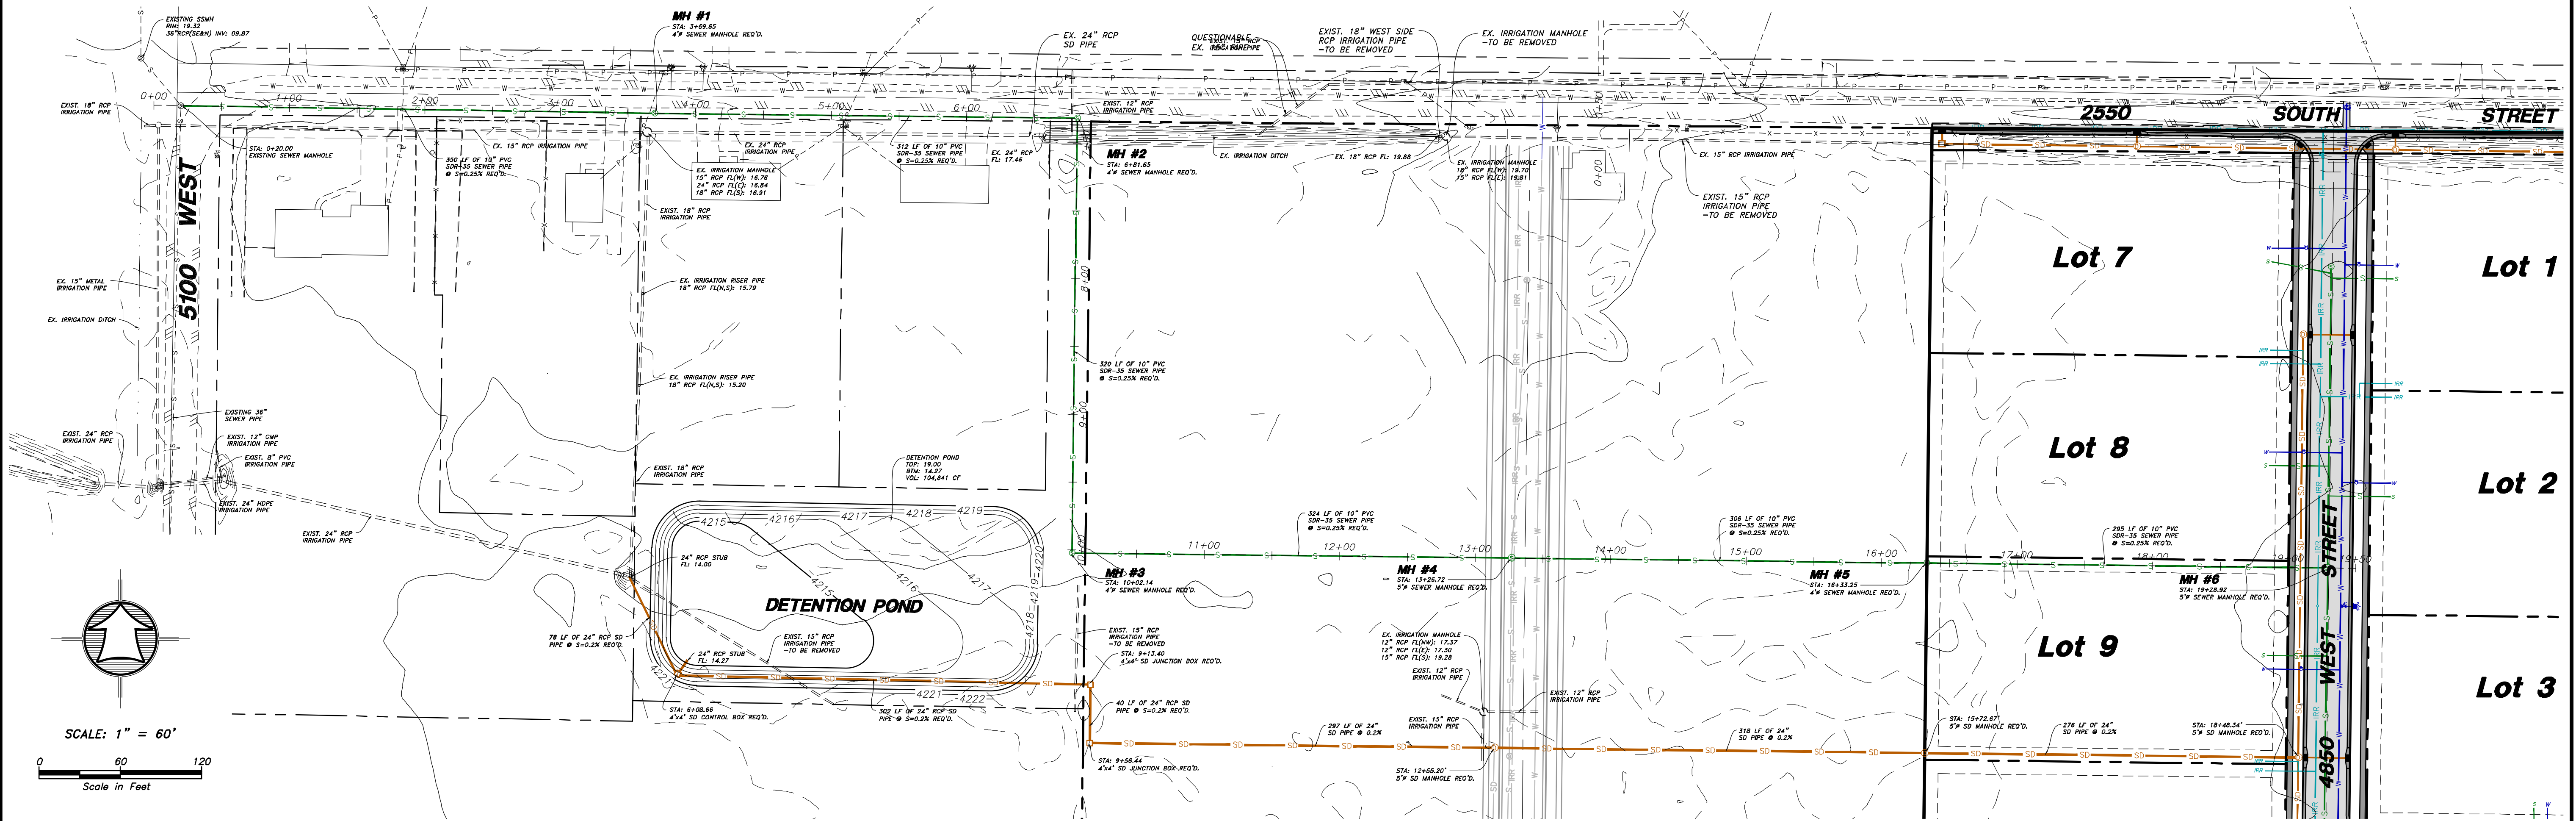 EXISTING SSMH
RIM: 19.32
36"RCP(SE&N) INV: 09.87
MH #1
STA: 3+69.65
4'ø SEWER MANHOLE REQ'D.
EX. 24" RCP
SD PIPE
QUESTIONABLE
EXIST. 18" WEST SIDE
RCP IRRIGATION PIPE
-TO BE REMOVED
EX. IRRIGATION MANHOLE
-TO BE REMOVED
EXIST. 18" RCP
IRRIGATION PIPE
0+00
1+00
2+00
3+00
4+00
5+00
6+00
EXIST. 12" RCP
IRRIGATION PIPE
2550 SOUTH STREET
STA: 0+20.00
EXISTING SEWER MANHOLE
EX. 15" RCP IRRIGATION PIPE
350 LF OF 10" PVC
SDR-35 SEWER PIPE
@ S=0.25% REQ'D.
EX. 24" RCP
IRRIGATION PIPE
EX. IRRIGATION MANHOLE
15" RCP FL(W): 16.76
24" RCP FL(E): 16.84
18" RCP FL(S): 16.91
312 LF OF 10" PVC
SDR-35 SEWER PIPE
@ S=0.25% REQ'D.
EX. 24" RCP
FL: 17.46
MH #2
STA: 6+81.65
4'ø SEWER MANHOLE REQ'D.
EX. IRRIGATION DITCH
EX. 18" RCP FL: 19.88
EX. IRRIGATION MANHOLE
18" RCP FL(W): 19.70
15" RCP FL(E): 19.81
0+00
EX. 15" RCP IRRIGATION PIPE
EXIST. 15" RCP
IRRIGATION PIPE
-TO BE REMOVED
5100 WEST
EXIST. 18" RCP
IRRIGATION PIPE
Lot 7
Lot 1
EX. 15" METAL
IRRIGATION PIPE
EX. IRRIGATION RISER PIPE
18" RCP FL(N,S): 15.79
8+00
EX. IRRIGATION DITCH
320 LF OF 10" PVC
SDR-35 SEWER PIPE
@ S=0.25% REQ'D.
EX. IRRIGATION RISER PIPE
18" RCP FL(N,S): 15.20
9+00
EXISTING 36"
SEWER PIPE
EXIST. 24" RCP
IRRIGATION PIPE
EXIST. 12" CMP
IRRIGATION PIPE
EXIST. 8" PVC
IRRIGATION PIPE
EXIST. 18" RCP
IRRIGATION PIPE
DETENTION POND
TOP: 19.00
BTM: 14.27
VOL: 104,841 CF
Lot 8
Lot 2
EXIST. 24" HDPE
IRRIGATION PIPE
EXIST. 24" RCP
IRRIGATION PIPE
4215
4216
4217
4218
4219
4220
324 LF OF 10" PVC
SDR-35 SEWER PIPE
@ S=0.25% REQ'D.
306 LF OF 10" PVC
SDR-35 SEWER PIPE
@ S=0.25% REQ'D.
295 LF OF 10" PVC
SDR-35 SEWER PIPE
@ S=0.25% REQ'D.
11+00
12+00
13+00
14+00
15+00
16+00
17+00
18+00
19+00
19+50
24" RCP STUB
FL: 14.00
MH #3
STA: 10+02.14
4'ø SEWER MANHOLE REQ'D.
MH #4
STA: 13+26.72
5'ø SEWER MANHOLE REQ'D.
MH #5
STA: 16+33.25
4'ø SEWER MANHOLE REQ'D.
MH #6
STA: 19+28.92
5'ø SEWER MANHOLE REQ'D.
4215
4216
4217
4218
4219
DETENTION POND
78 LF OF 24" RCP SD
PIPE @ S=0.2% REQ'D.
EXIST. 15" RCP
IRRIGATION PIPE
-TO BE REMOVED
EXIST. 15" RCP
IRRIGATION PIPE
-TO BE REMOVED
24" RCP STUB
FL: 14.27
STA: 9+13.40
4'x4' SD JUNCTION BOX REQ'D.
EX. IRRIGATION MANHOLE
12" RCP FL(NW): 17.37
12" RCP FL(E): 17.30
15" RCP FL(S): 19.28
EXIST. 12" RCP
IRRIGATION PIPE
EXIST. 12" RCP
IRRIGATION PIPE
Lot 9
Lot 3
4850 WEST STREET
4221
4221
4222
STA: 6+08.66
4'x4' SD CONTROL BOX REQ'D.
302 LF OF 24" RCP SD
PIPE @ S=0.2% REQ'D.
40 LF OF 24" RCP SD
PIPE @ S=0.2% REQ'D.
297 LF OF 24"
SD PIPE @ 0.2%
EXIST. 15" RCP
IRRIGATION PIPE
318 LF OF 24"
SD PIPE @ 0.2%
STA: 15+72.67'
5'ø SD MANHOLE REQ'D.
276 LF OF 24"
SD PIPE @ 0.2%
STA: 18+48.34'
5'ø SD MANHOLE REQ'D.
STA: 9+56.44
4'x4' SD JUNCTION BOX REQ'D.
STA: 12+55.20'
5'ø SD MANHOLE REQ'D.
SCALE: 1" = 60'
0 60 120
Scale in Feet